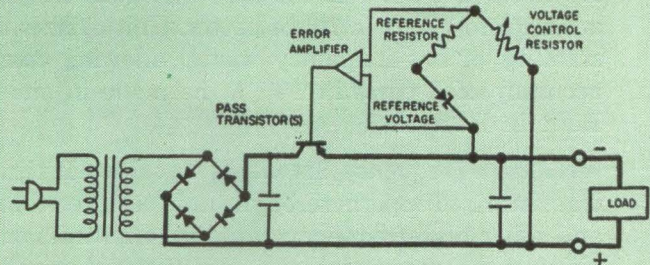 ERROR
AMPLIFIER
REFERENCE
RESISTOR
VOLTAGE
CONTROL
RESISTOR
REFERENCE
VOLTAGE
PASS
TRANSISTOR(S)
-
LOAD
+